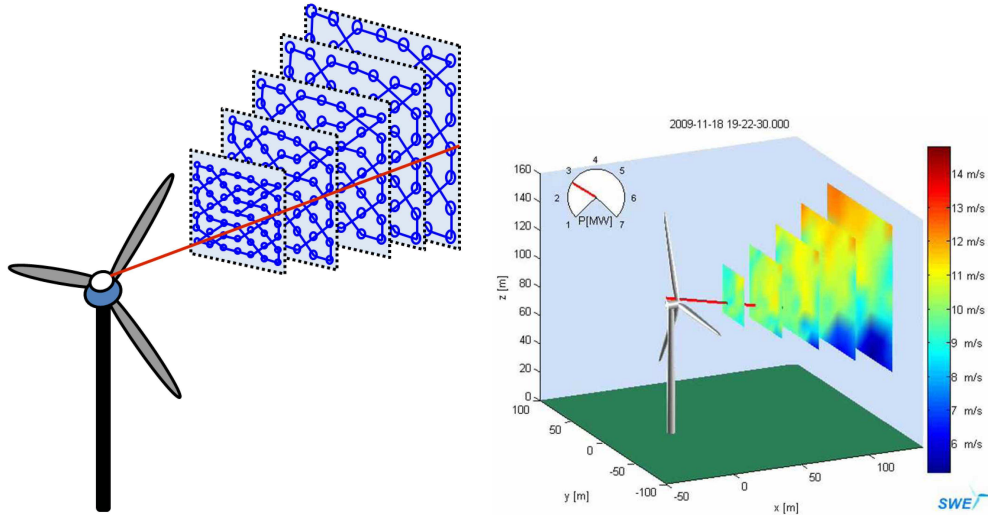 2009-11-18 19-22-30.000
160
140
120
100
80
60
40
20
0
z [m]
1
2
3
4
5
6
7
P[MW]
100
50
0
-50
-100
y [m]
-50
0
50
100
x [m]
14 m/s
13 m/s
12 m/s
11 m/s
10 m/s
9 m/s
8 m/s
7 m/s
6 m/s
SWE